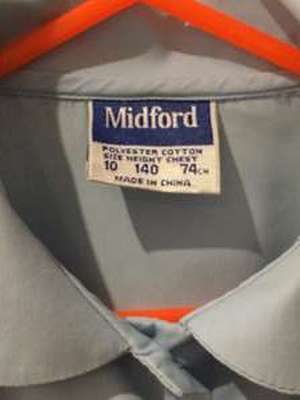 Midford
POLYESTER COTTON
SIZE HEIGHT CHEST
10 140 74CM
MADE IN CHINA